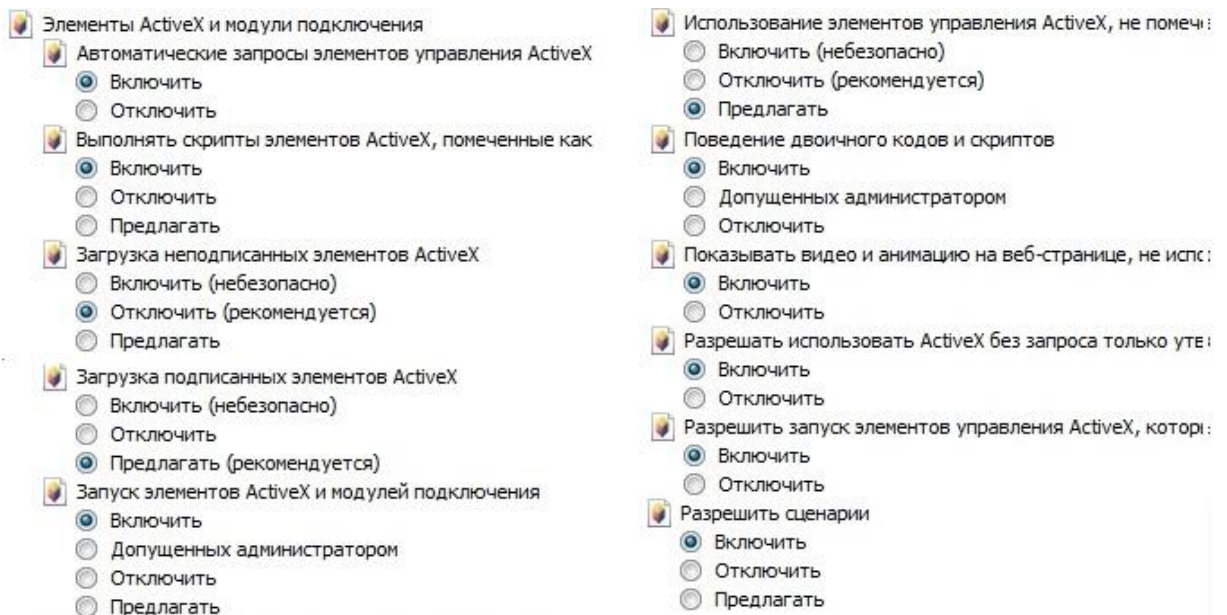 Элементы ActiveX и модули подключения
Автоматические запросы элементов управления ActiveX
Включить
Отключить
Выполнять скрипты элементов ActiveX, помеченные как
Включить
Отключить
Предлагать
Загрузка неподписанных элементов ActiveX
Включить (небезопасно)
Отключить (рекомендуется)
Предлагать
Загрузка подписанных элементов ActiveX
Включить (небезопасно)
Отключить
Предлагать (рекомендуется)
Запуск элементов ActiveX и модулей подключения
Включить
Допущенных администратором
Отключить
Предлагать
Использование элементов управления ActiveX, не
Включить (небезопасно)
Отключить (рекомендуется)
Предлагать
Поведение двоичного кодов и скриптов
Включить
Допущенных администратором
Отключить
Показывать видео и анимацию на веб-странице, не
Включить
Отключить
Разрешать использовать ActiveX без запроса только
Включить
Отключить
Разрешить запуск элементов управления ActiveX,
Включить
Отключить
Разрешить сценарии
Включить
Отключить
Предлагать